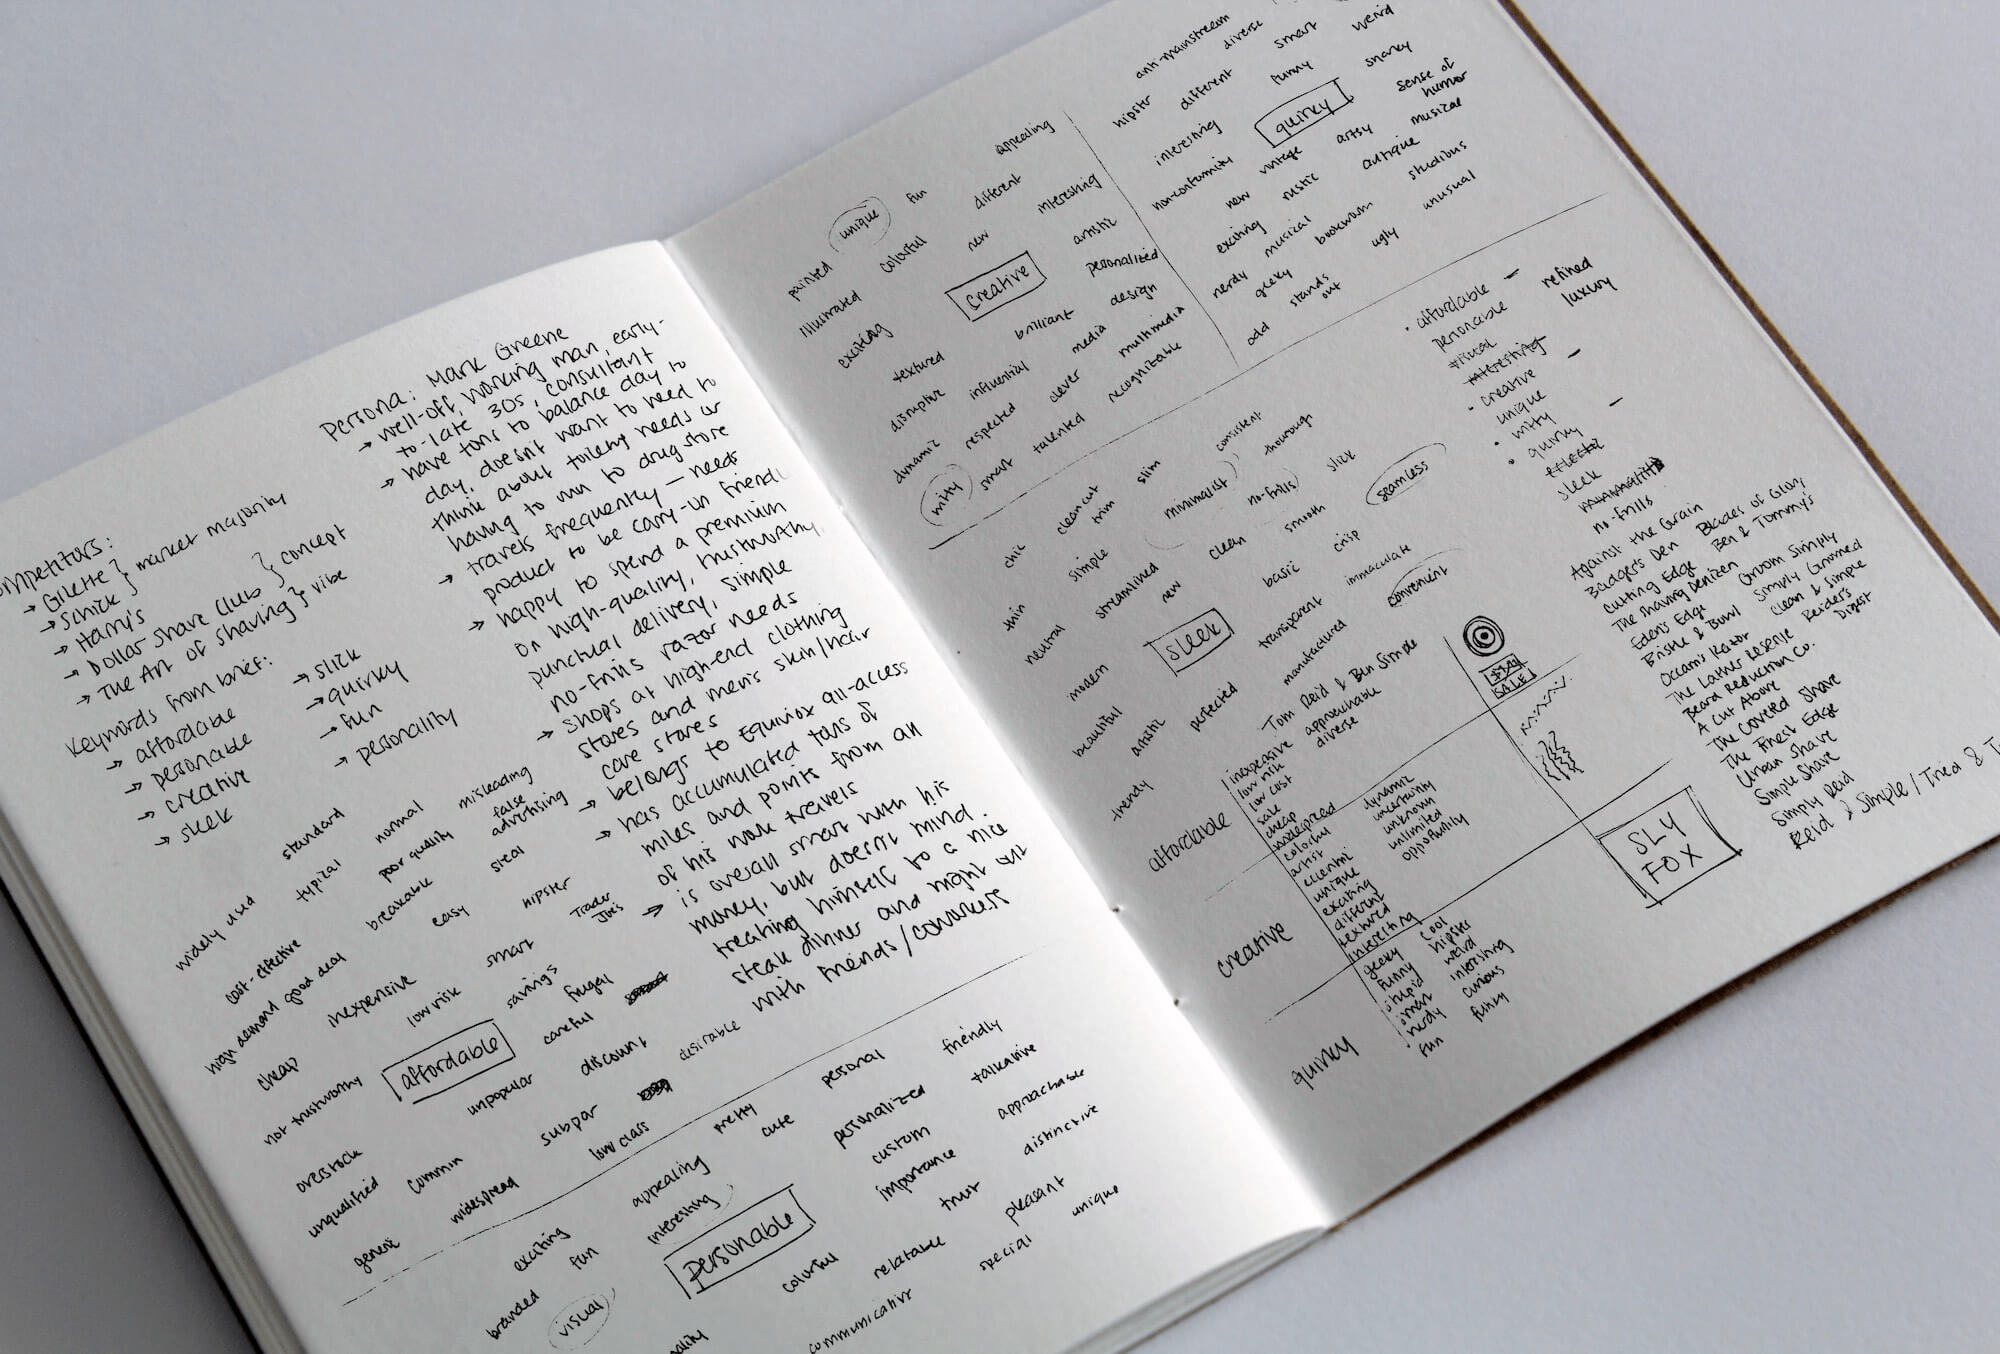 Competitors:
→ Gilette } market majority
→ Schick
→ Harry's
→ Dollar Share Club } concept
→ The Art of Shaving } vibe
Keywords from brief:
→ affordable
→ personable
→ creative
→ sleek
→ slick
→ quirky
→ fun
→ personality
Persona: Mark Greene
→ well-off, working man, early-
to-late 30s, consultant
→ have tons to balance day to
day, doesn't want to need to
think about toiletry needs or
having to run to drug store
→ travels frequently — needs
product to be carry-on friendly
→ happy to spend a premium
on high-quality, trustworthy,
punctual delivery, simple
no-frills razor needs
→ shops at high-end clothing
stores and men's skin/hair
care stores
→ belongs to Equinox all-access
→ has accumulated tons of
miles and points from all
of his work travels
→ is overall smart with his
money, but doesn't mind
treating himself to a nice
steak dinner and night out
with friends/coworkers
standard
normal
misleading
false
advertising
typical
poor quality
steal
widely used
breakable
easy
hipster
Trader
Joe's
cost-effective
smart
high demand
good deal
inexpensive
low risk
savings
frugal
cheap
affordable
careful
not trustworthy
unpopular
discount
desirable
overstock
subpar
unqualified
common
low class
generic
widespread
pretty
cute
personal
friendly
personalized
talkative
custom
approachable
appealing
importance
distinctive
exciting
interesting
trust
fun
personable
pleasant
branded
visual
colorful
relatable
unique
special
communicative
appealing
unique
fun
different
interesting
painted
colorful
new
artistic
illustrated
creative
personalized
exciting
brilliant
design
textured
media
multimedia
disruptive
influential
clever
recognizable
dynamic
respected
talented
witty
smart
anti-mainstream
diverse
smart
weird
hipster
different
funny
snarky
interesting
quirky
sense of
humor
non-conformity
vintage
artsy
musical
new
rustic
antique
exciting
musical
bookworm
studious
nerdy
geeky
ugly
unusual
odd
stands
out
chic
clean cut
trim
slim
consistent
thorough
simple
minimalist
no-frills
slick
seamless
thin
streamlined
clean
smooth
neutral
new
basic
crisp
modern
sleek
transparent
immaculate
convenient
beautiful
manufactured
artistic
perfected
trendy
Tom Reid & Ben Simple
• affordable –
personable
visual
interesting
• creative –
unique
• witty
• quirky –
sleek
no-frills
refined
luxury
affordable
inexpensive
low risk
low cost
sale
cheap
widespread
approachable
diverse
creative
colorful
artist
eccentric
unique
exciting
different
textured
interesting
dynamic
uncertainty
unknown
unlimited
opportunity
quirky
geeky
funny
stupid
smart
nerdy
fun
cool
hipster
weird
interesting
curious
funky
SALE
SLY
FOX
Against the Grain
Badger's Den
Blades of Glory
Cutting Edge
Ben & Tommy's
The Shaving Denizen
Eden's Edge
Groom Simply
Bristle & Bowl
Simply Groomed
Occam's Razor
Clean & Simple
The Lather Reserve
Reiders
Digest
Beard Reduction Co.
A Cut Above
The Coveted Shave
The Finest Edge
Urban Shave
Simple Shave
Simply Reid
Reid & Simple / Tried & T